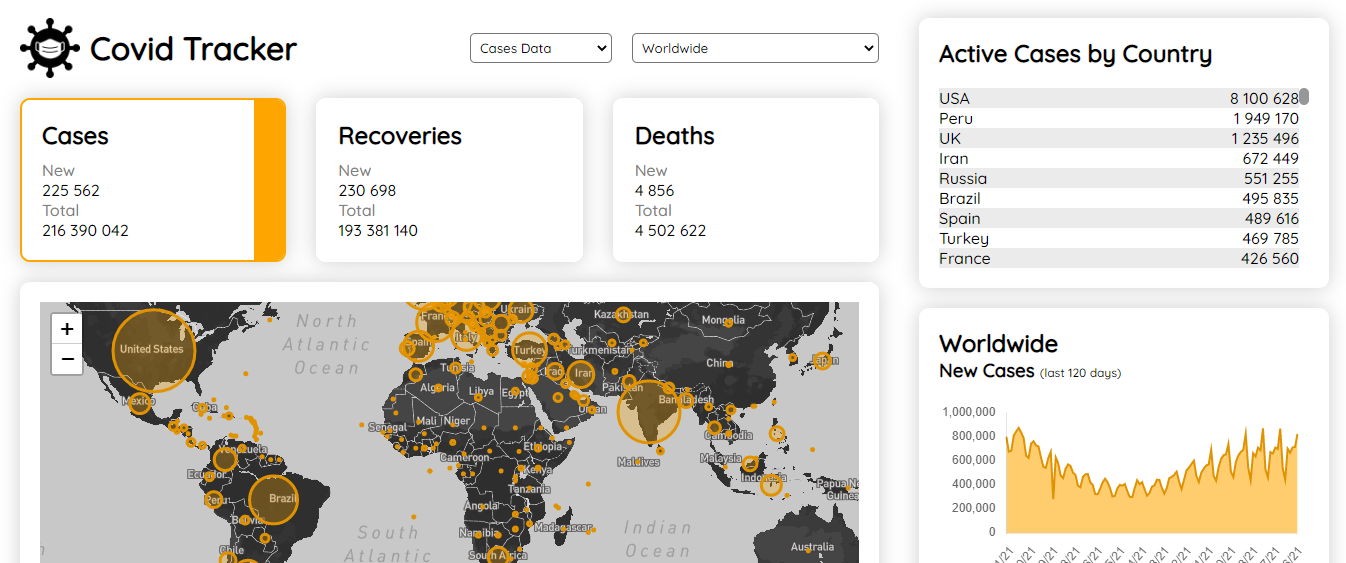 Covid Tracker
Cases Data
Worldwide
Cases
New
225 562
Total
216 390 042
Recoveries
New
230 698
Total
193 381 140
Deaths
New
4 856
Total
4 502 622
+
−
North
Atlantic
Ocean
United States
Mexico
Cuba
Venezuela
Ecuador
Peru
Brazil
Bolivia
Chile
South
Atlantic
France
Spain
Italy
Ukraine
Turkey
Tunisia
Algeria
Libya
Egypt
Iraq
Iran
Oman
Kazakhstan
Turkmenistan
Pakistan
Mongolia
China
Japan
Bangladesh
Senegal
Mali
Niger
Cameroon
Ethiopia
Kenya
Tanzania
Angola
Namibia
Madagascar
South Africa
Maldives
Cambodia
Malaysia
Indonesia
Papua N
Guinea
Indian
Ocean
Australia
Active Cases by Country
USA 8 100 628
Peru 1 949 170
UK 1 235 496
Iran 672 449
Russia 551 255
Brazil 495 835
Spain 489 616
Turkey 469 785
France 426 560
Worldwide
New Cases (last 120 days)
1,000,000
800,000
600,000
400,000
200,000
0